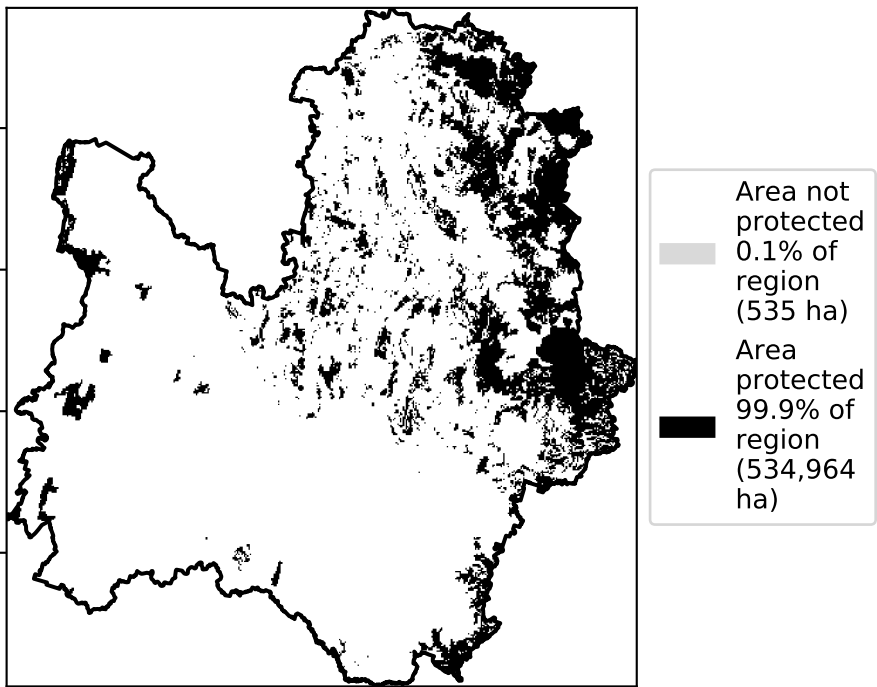 Area not
protected
0.1% of
region
(535 ha)
Area
protected
99.9% of
region
(534,964
ha)